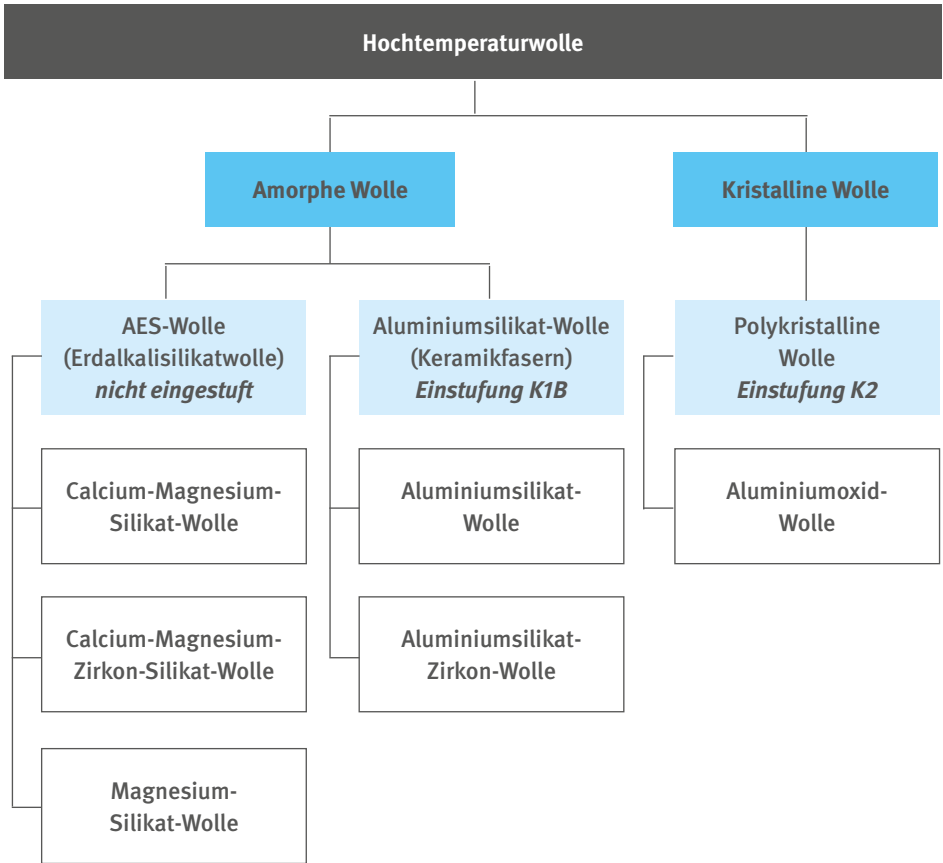 Hochtemperaturwolle
Amorphe Wolle
Kristalline Wolle
AES-Wolle
(Erdalkalisilikatwolle)
nicht eingestuft
Aluminiumsilikat-Wolle
(Keramikfasern)
Einstufung K1B
Polykristalline
Wolle
Einstufung K2
Calcium-Magnesium-
Silikat-Wolle
Aluminiumsilikat-
Wolle
Aluminiumoxid-
Wolle
Calcium-Magnesium-
Zirkon-Silikat-Wolle
Aluminiumsilikat-
Zirkon-Wolle
Magnesium-
Silikat-Wolle